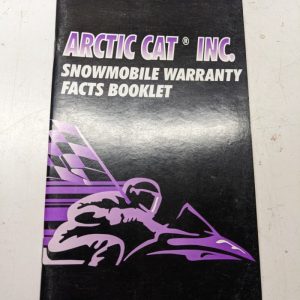 ARCTIC CAT ® INC.
SNOWMOBILE WARRANTY
FACTS BOOKLET